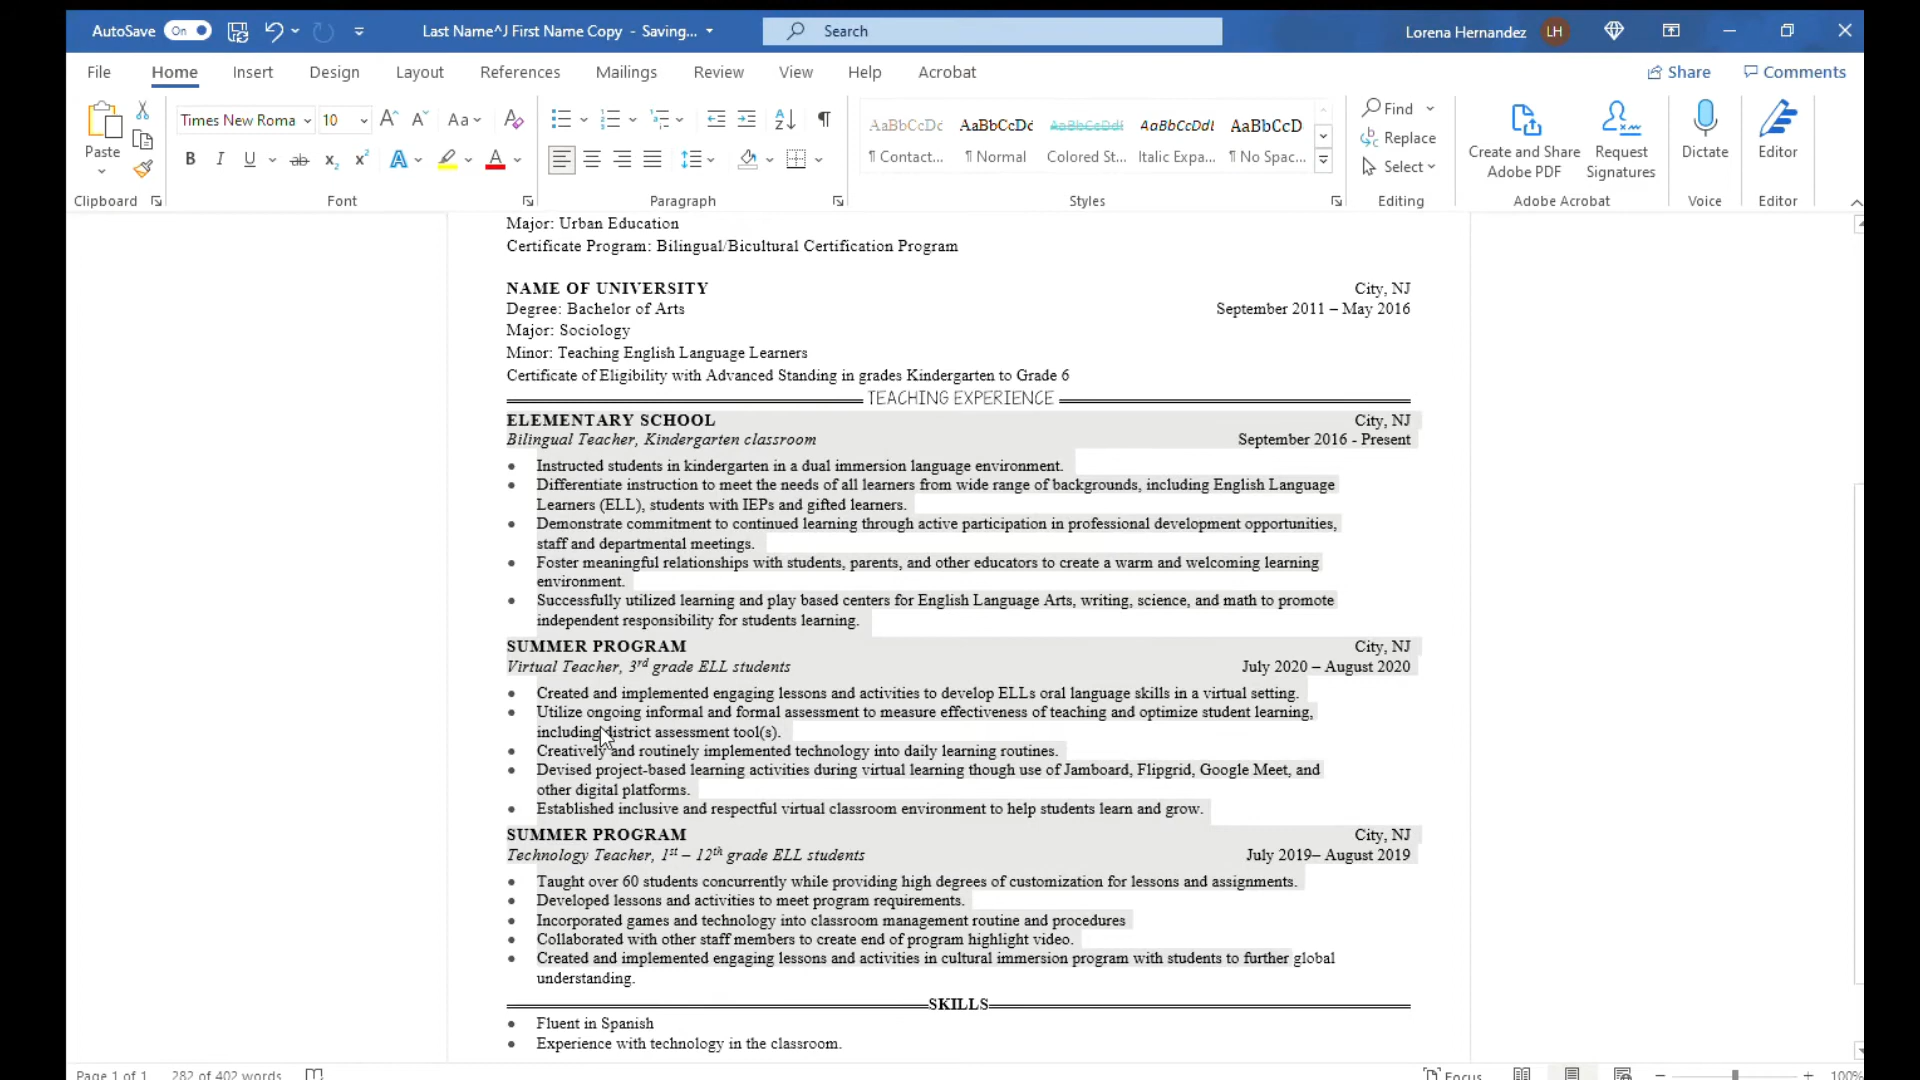 AutoSave On Last Name^J First Name Copy - Saving... Search Lorena Hernandez LH
File Home Insert Design Layout References Mailings Review View Help Acrobat Share Comments
Times New Roma 10 Aa AaBbCcDc AaBbCcDc AaBbCcDdI AaBbCcDdI AaBbCcD Find
Paste Replace
B I U ab x₂ x² A A ¶ Contact... ¶ Normal Colored St... Italic Expa... ¶ No Spac... Select
Create and Share Adobe PDF Request Signatures Dictate Editor
Clipboard Font Paragraph Styles Editing Adobe Acrobat Voice Editor
Major: Urban Education
Certificate Program: Bilingual/Bicultural Certification Program
NAME OF UNIVERSITY City, NJ
Degree: Bachelor of Arts September 2011 – May 2016
Major: Sociology
Minor: Teaching English Language Learners
Certificate of Eligibility with Advanced Standing in grades Kindergarten to Grade 6
TEACHING EXPERIENCE
ELEMENTARY SCHOOL City, NJ
Bilingual Teacher, Kindergarten classroom September 2016 - Present
• Instructed students in kindergarten in a dual immersion language environment.
• Differentiate instruction to meet the needs of all learners from wide range of backgrounds, including English Language
Learners (ELL), students with IEPs and gifted learners.
• Demonstrate commitment to continued learning through active participation in professional development opportunities,
staff and departmental meetings.
• Foster meaningful relationships with students, parents, and other educators to create a warm and welcoming learning
environment.
• Successfully utilized learning and play based centers for English Language Arts, writing, science, and math to promote
independent responsibility for students learning.
SUMMER PROGRAM City, NJ
Virtual Teacher, 3rd grade ELL students July 2020 – August 2020
• Created and implemented engaging lessons and activities to develop ELLs oral language skills in a virtual setting.
• Utilize ongoing informal and formal assessment to measure effectiveness of teaching and optimize student learning,
including district assessment tool(s).
• Creatively and routinely implemented technology into daily learning routines.
• Devised project-based learning activities during virtual learning though use of Jamboard, Flipgrid, Google Meet, and
other digital platforms.
• Established inclusive and respectful virtual classroom environment to help students learn and grow.
SUMMER PROGRAM City, NJ
Technology Teacher, 1st – 12th grade ELL students July 2019– August 2019
• Taught over 60 students concurrently while providing high degrees of customization for lessons and assignments.
• Developed lessons and activities to meet program requirements.
• Incorporated games and technology into classroom management routine and procedures
• Collaborated with other staff members to create end of program highlight video.
• Created and implemented engaging lessons and activities in cultural immersion program with students to further global
understanding.
SKILLS
• Fluent in Spanish
• Experience with technology in the classroom.
Page 1 of 1 282 of 402 words Focus 100%